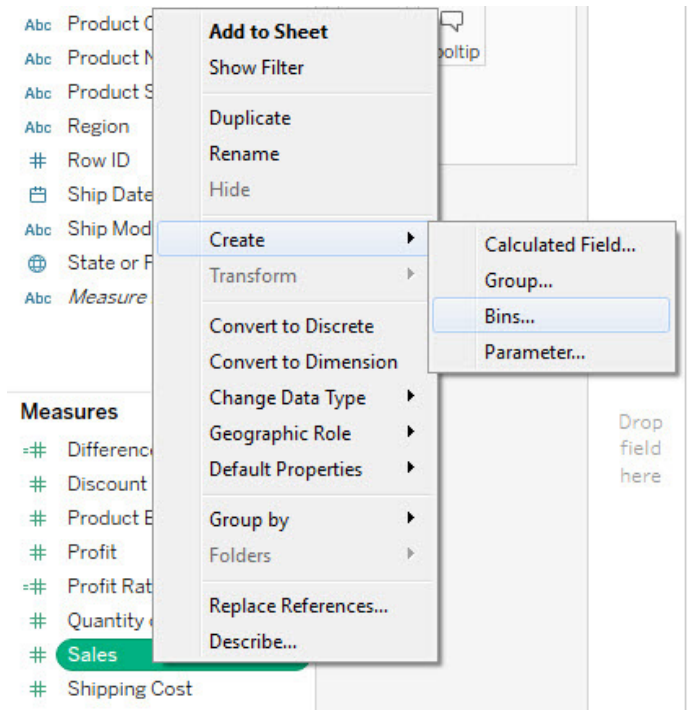 Abc Product
Abc Product
Abc Product
Abc Region
# Row ID
Ship Date
Abc Ship Mod
State or
Abc Measure
Add to Sheet
Show Filter
Duplicate
Rename
Hide
Create
Transform
Convert to Discrete
Convert to Dimension
Change Data Type
Geographic Role
Default Properties
Group by
Folders
Replace References...
Describe...
Calculated Field...
Group...
Bins...
Parameter...
ooltip
Drop
field
here
Measures
=# Differenc
# Discount
# Product
# Profit
=# Profit Rat
# Quantity
# Sales
# Shipping Cost